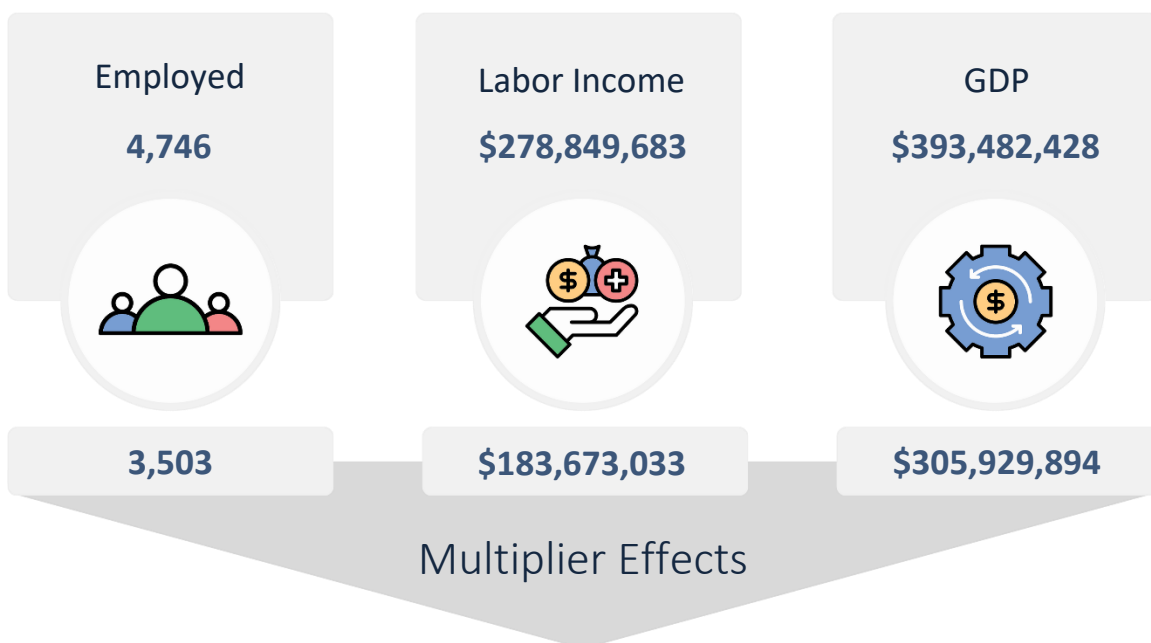 Employed
4,746
Labor Income
$278,849,683
GDP
$393,482,428
$
$
3,503
$183,673,033
$305,929,894
Multiplier Effects